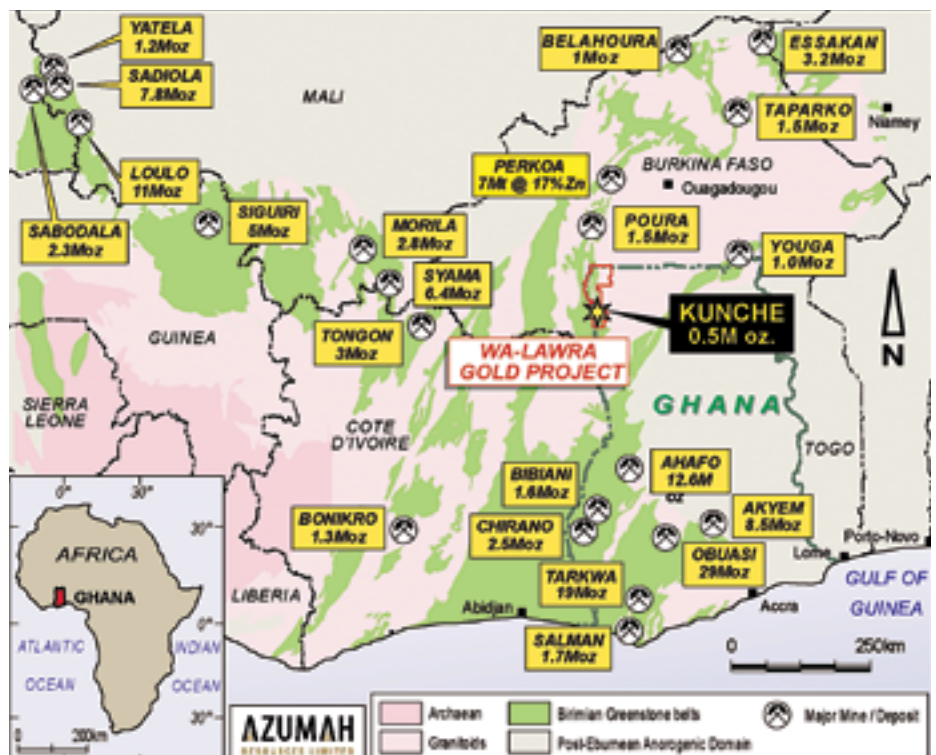 YATELA
1.2Moz
SADIOLA
7.8Moz
LOULO
11Moz
SABODALA
2.3Moz
SIGUIRI
5Moz
MORILA
2.8Moz
SYAMA
6.4Moz
TONGON
3Moz
MALI
BELAHOURA
1Moz
ESSAKAN
3.2Moz
TAPARKO
1.5Moz
Niamey
BURKINA FASO
Ouagadougou
PERKOA
7Mt @ 17%Zn
POURA
1.5Moz
YOUGA
1.0Moz
KUNCHE
0.5M oz.
N
WA-LAWRA
GOLD PROJECT
GUINEA
SIERRA
LEONE
COTE
D'IVOIRE
GHANA
TOGO
BIBIANI
1.6Moz
AHAFO
12.6M
oz
BONIKRO
1.3Moz
CHIRANO
2.5Moz
AKYEM
8.5Moz
OBUASI
29Moz
TARKWA
19Moz
SALMAN
1.7Moz
LIBERIA
Abidjan
Accra
Lome
Porto-Novo
GULF OF
GUINEA
0 250km
0° 30°
30°
AFRICA
GHANA
0°
ATLANTIC
OCEAN
INDIAN
OCEAN
30°
0
AZUMAH
RESOURCES LIMITED
Archaean
Birimian Greenstone belts
Major Mine / Deposit
Granitoids
Post-Eburnean Anorogenic Domain